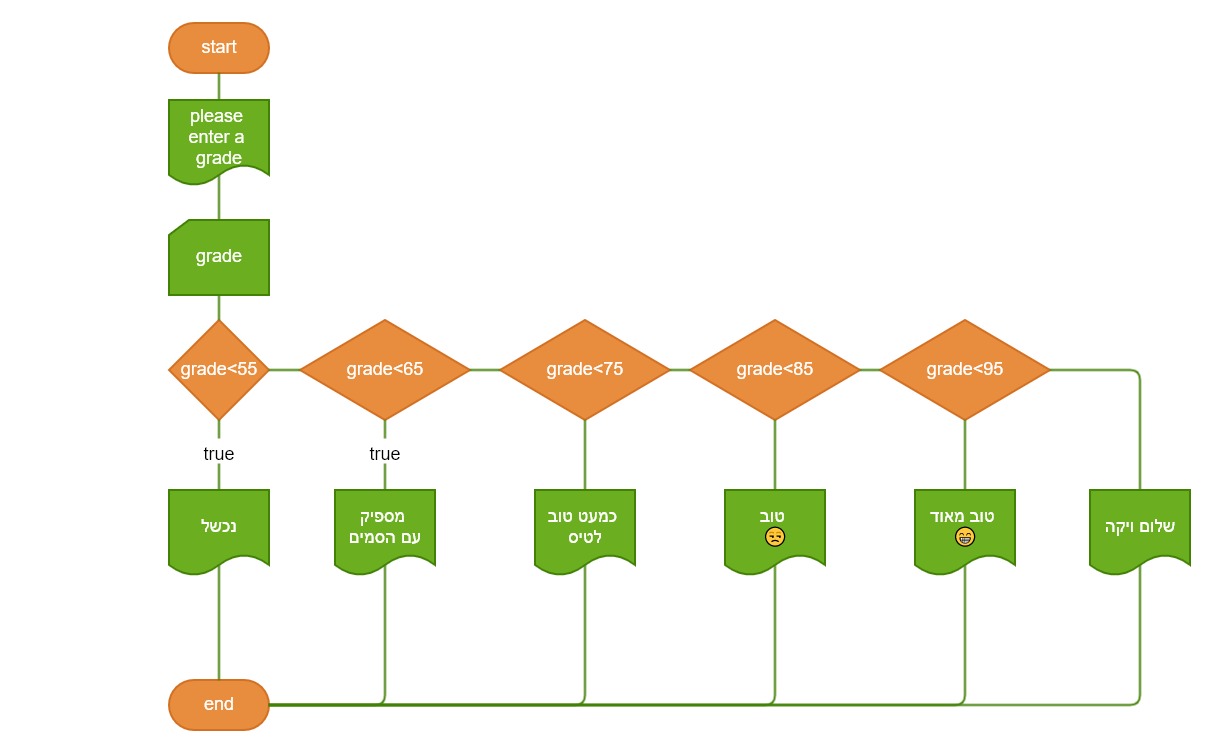 start
please
enter a
grade
grade
grade<55
grade<65
grade<75
grade<85
grade<95
true
true
נכשל
מספיק
עם הסמים
כמעט טוב
לטיס
טוב
😞
טוב מאוד
😁
שלום ויקה
end